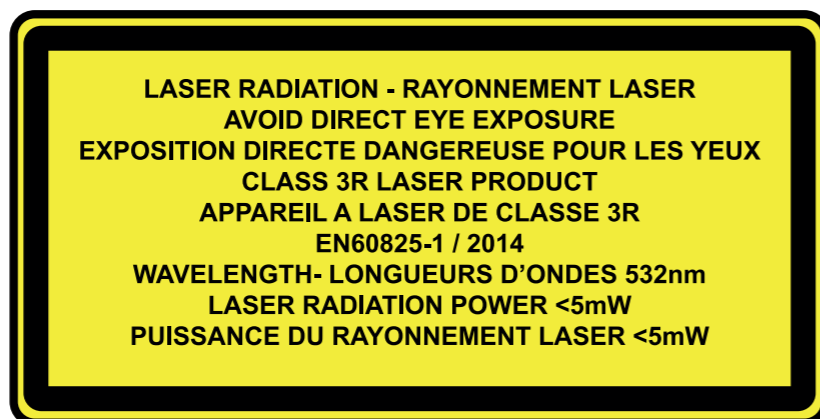 LASER RADIATION - RAYONNEMENT LASER
AVOID DIRECT EYE EXPOSURE
EXPOSITION DIRECTE DANGEREUSE POUR LES YEUX
CLASS 3R LASER PRODUCT
APPAREIL A LASER DE CLASSE 3R
EN60825-1 / 2014
WAVELENGTH- LONGUEURS D’ONDES 532nm
LASER RADIATION POWER <5mW
PUISSANCE DU RAYONNEMENT LASER <5mW